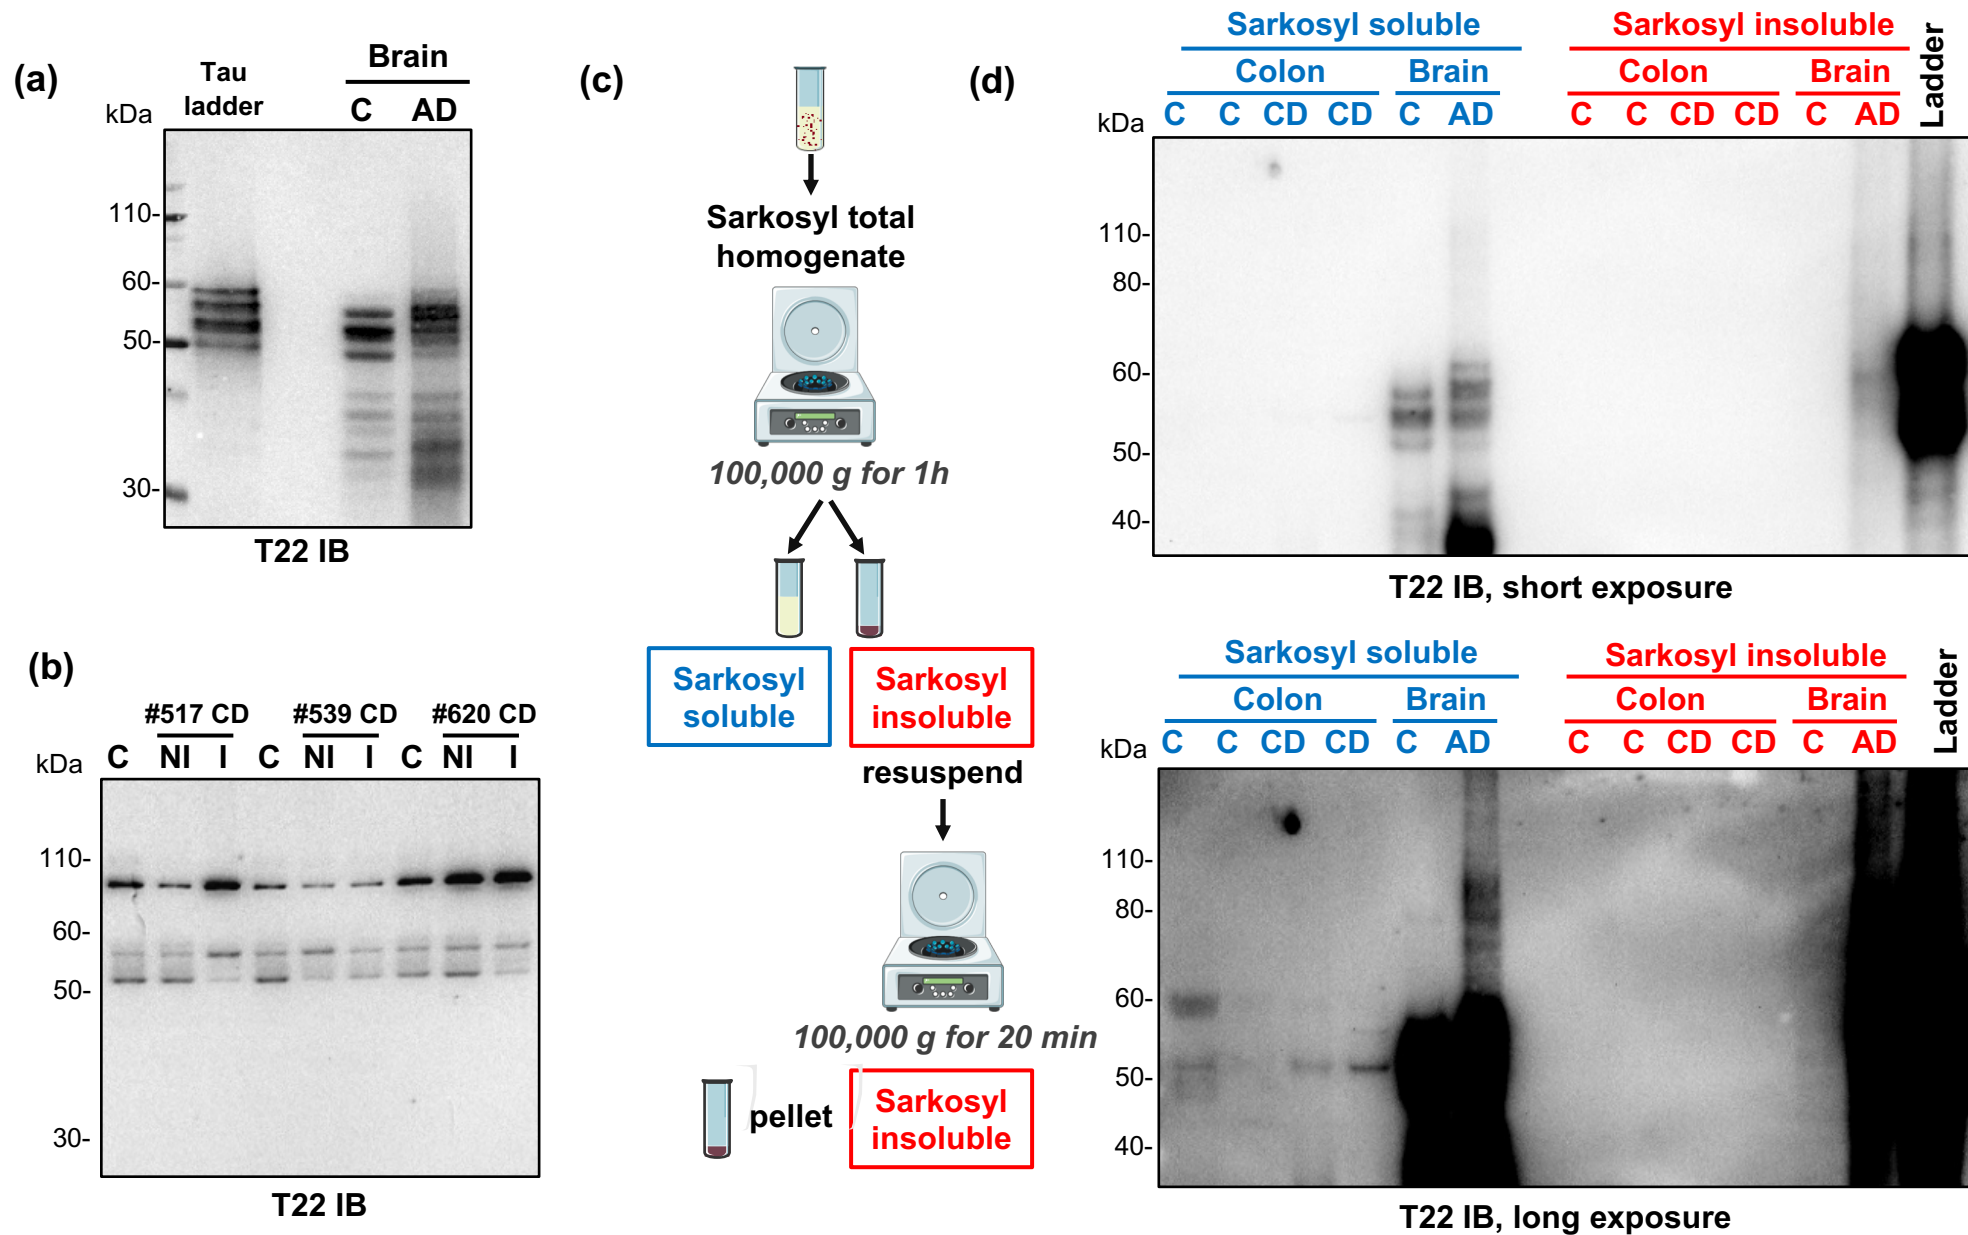 (a)
Tau
ladder
Brain
kDa
C AD
110-
60-
50-
30-
T22 IB
(b)
#517 CD #539 CD #620 CD
kDa
C NI I C NI I C NI I
110-
60-
50-
30-
T22 IB
(c)
Sarkosyl total
homogenate
100,000 g for 1h
Sarkosyl
soluble
Sarkosyl
insoluble
resuspend
100,000 g for 20 min
pellet
Sarkosyl
insoluble
(d)
Sarkosyl soluble Sarkosyl insoluble
Ladder
Colon Brain Colon Brain
kDa
C C CD CD C AD C C CD CD C AD
110-
80-
60-
50-
40-
T22 IB, short exposure
Sarkosyl soluble Sarkosyl insoluble
Ladder
Colon Brain Colon Brain
kDa
C C CD CD C AD C C CD CD C AD
110-
80-
60-
50-
40-
T22 IB, long exposure